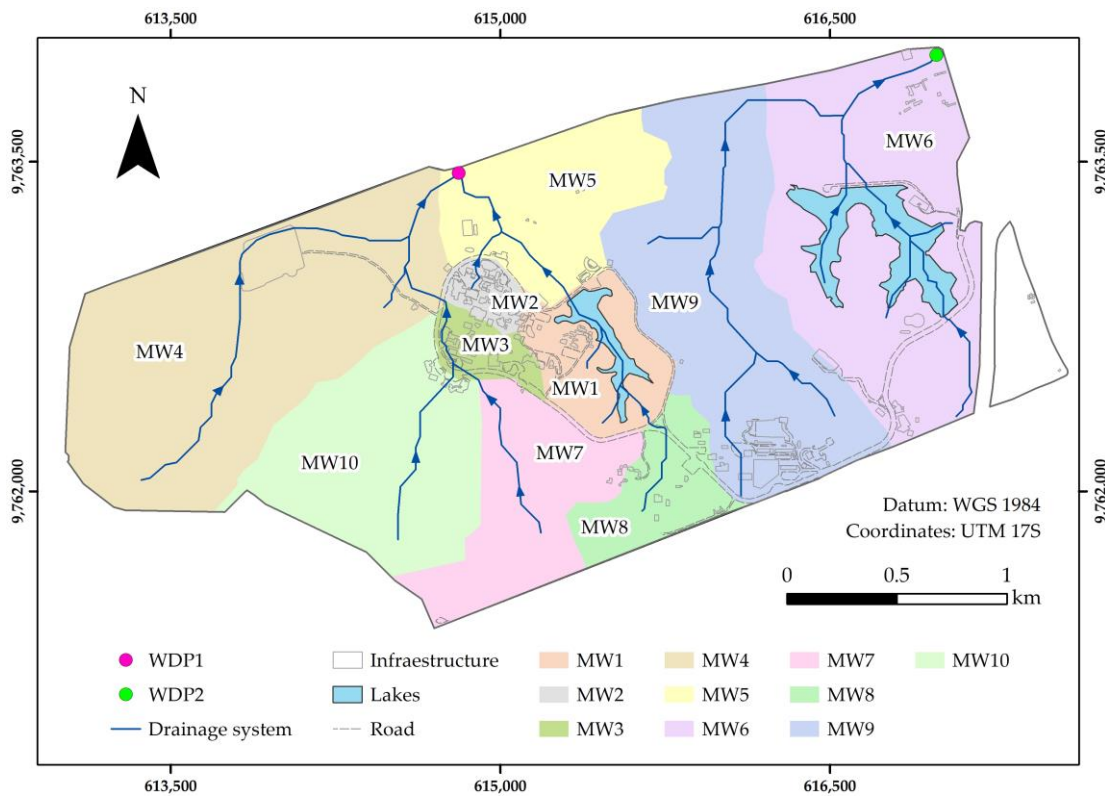 613,500 615,000 616,500
N
9,763,500 9,763,500
9,762,000 9,762,000
MW6
MW5
MW2
MW9
MW3
MW4
MW1
MW10
MW7
MW8
Datum: WGS 1984
Coordinates: UTM 17S
0 0.5 1
km
WDP1 Infraestructure MW1 MW4 MW7 MW10
WDP2 Lakes MW2 MW5 MW8
Drainage system Road MW3 MW6 MW9
613,500 615,000 616,500